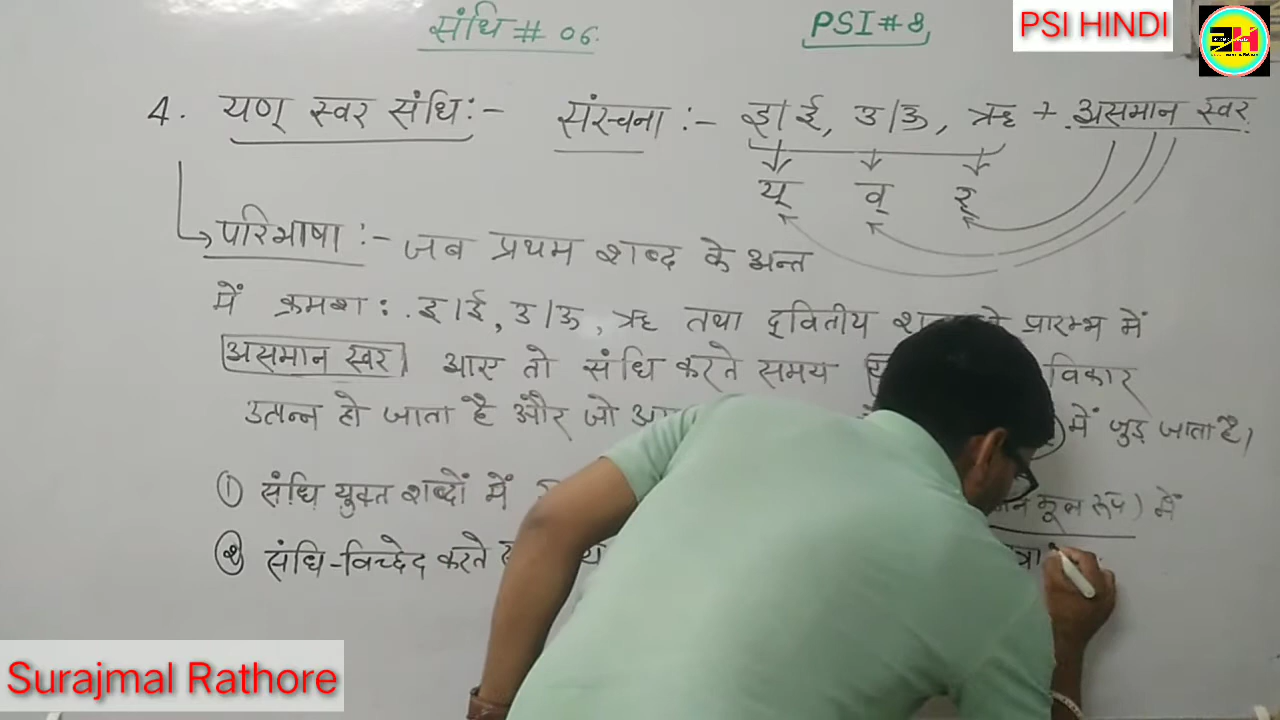 संधि # 06. PSI # 8
PSI HINDI
4. यण् स्वर संधि :- संरचना :- इ/ई, उ/ऊ, ऋ + असमान स्वर
य् व् र्
परिभाषा :- जब प्रथम शब्द के अन्त
में क्रमश: इ/ई, उ/ऊ, ऋ तथा द्वितीय प्रारम्भ में
असमान स्वर आए तो संधि करते समय विकार
उत्पन्न हो जाता है और जो में जुड़ जाता है।
① संधि युक्त शब्दों में रूप) में
② संधि-विच्छेद करते
Surajmal Rathore